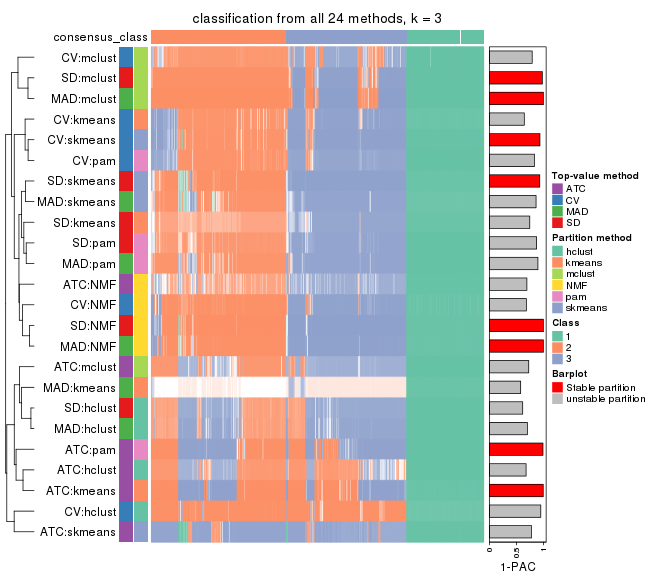 classification from all 24 methods, k = 3
consensus_class
CV:mclust
SD:mclust
MAD:mclust
CV:kmeans
CV:skmeans
CV:pam
SD:skmeans
MAD:skmeans
SD:kmeans
SD:pam
MAD:pam
ATC:NMF
CV:NMF
SD:NMF
MAD:NMF
ATC:mclust
MAD:kmeans
SD:hclust
MAD:hclust
ATC:pam
ATC:hclust
ATC:kmeans
CV:hclust
ATC:skmeans
0
0.5
1
1-PAC
Top-value method
ATC
CV
MAD
SD
Partition method
hclust
kmeans
mclust
NMF
pam
skmeans
Class
1
2
3
Barplot
Stable partition
unstable partition